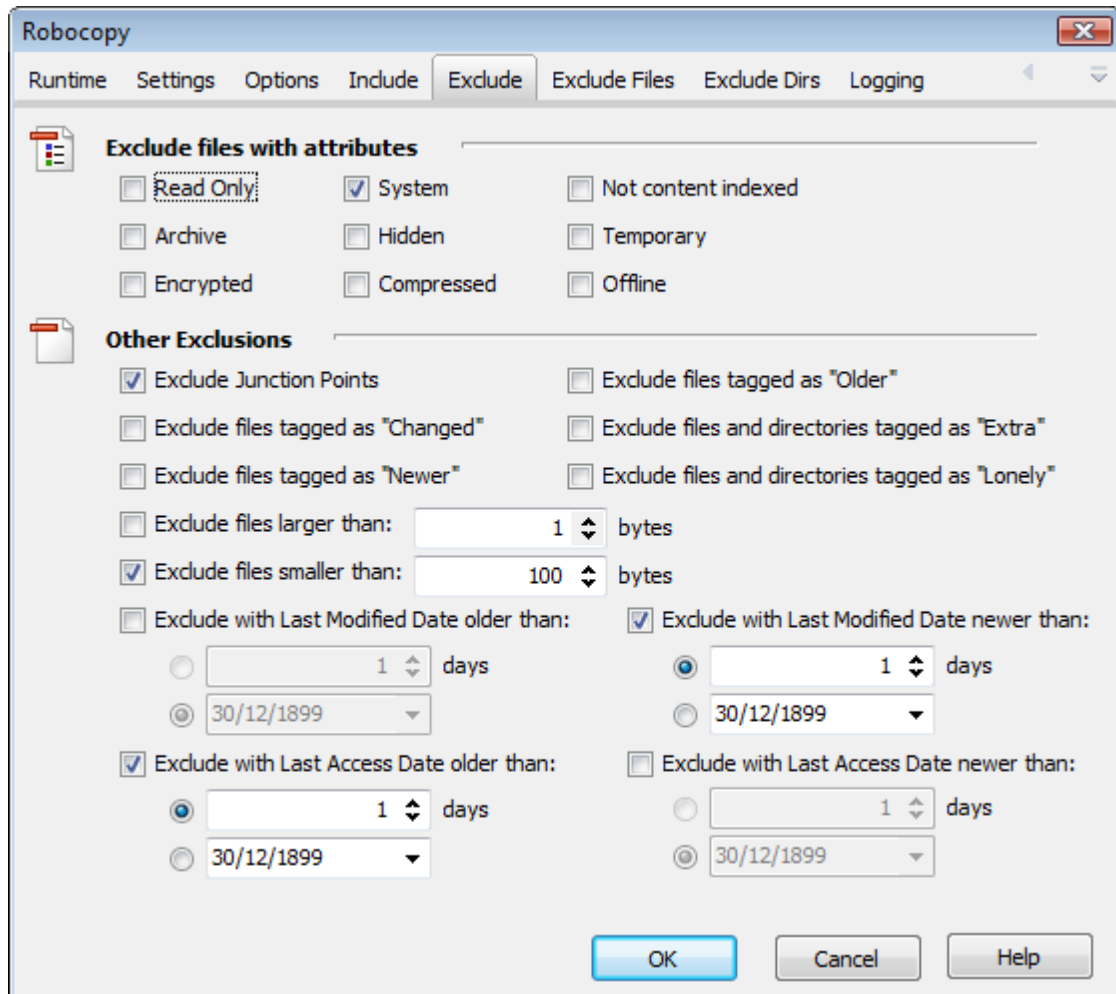 Robocopy
Runtime Settings Options Include Exclude Exclude Files Exclude Dirs Logging
Exclude files with attributes
Read Only System Not content indexed
Archive Hidden Temporary
Encrypted Compressed Offline
Other Exclusions
Exclude Junction Points Exclude files tagged as "Older"
Exclude files tagged as "Changed" Exclude files and directories tagged as "Extra"
Exclude files tagged as "Newer" Exclude files and directories tagged as "Lonely"
Exclude files larger than: 1 bytes
Exclude files smaller than: 100 bytes
Exclude with Last Modified Date older than: Exclude with Last Modified Date newer than:
1 days 1 days
30/12/1899 30/12/1899
Exclude with Last Access Date older than: Exclude with Last Access Date newer than:
1 days 1 days
30/12/1899 30/12/1899
OK Cancel Help